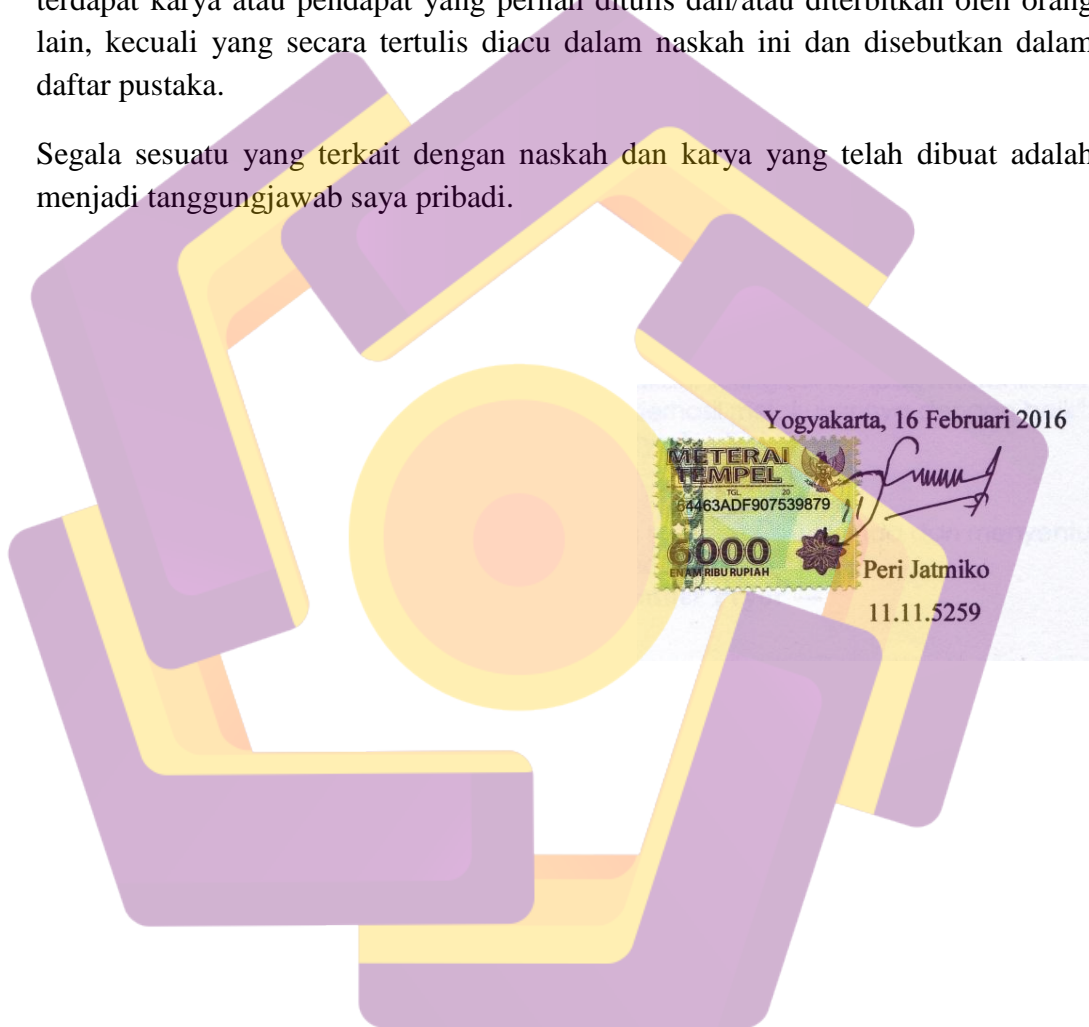 terdapat karya atau pendapat yang pernah ditulis dan/atau diterbitkan oleh orang
lain, kecuali yang secara tertulis diacu dalam naskah ini dan disebutkan dalam
daftar pustaka.
Segala sesuatu yang terkait dengan naskah dan karya yang telah dibuat adalah
menjadi tanggungjawab saya pribadi.
Yogyakarta, 16 Februari 2016
METERAI
TEMPEL
TGL. 20
64463ADF907539879
6000
ENAM RIBU RUPIAH
Peri Jatmiko
11.11.5259